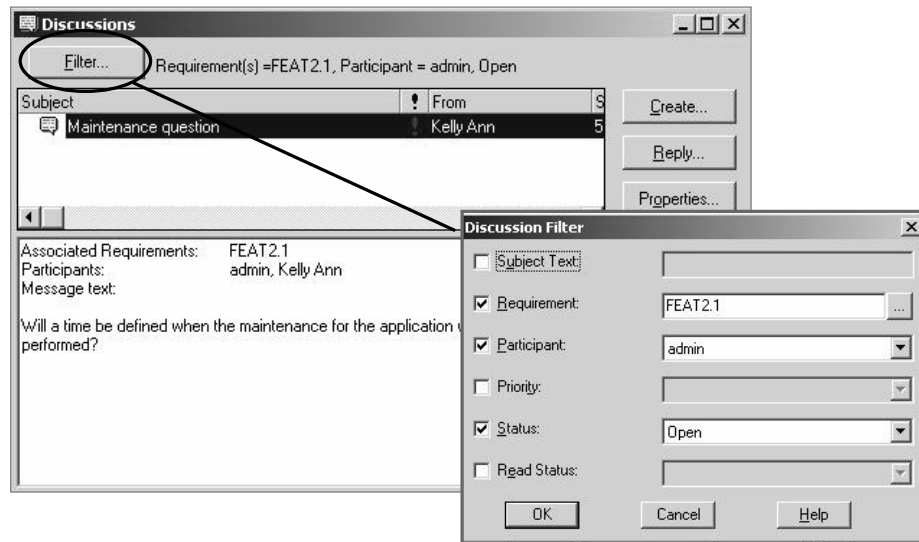 Discussions
Filter...
Requirement(s) =FEAT2.1, Participant = admin, Open
Subject ! From S
Maintenance question ! Kelly Ann 5
Create...
Reply...
Properties...
Associated Requirements: FEAT2.1
Participants: admin, Kelly Ann
Message text:
Will a time be defined when the maintenance for the application
performed?
Discussion Filter
Subject Text:
Requirement: FEAT2.1 ...
Participant: admin
Priority:
Status: Open
Read Status:
OK Cancel Help